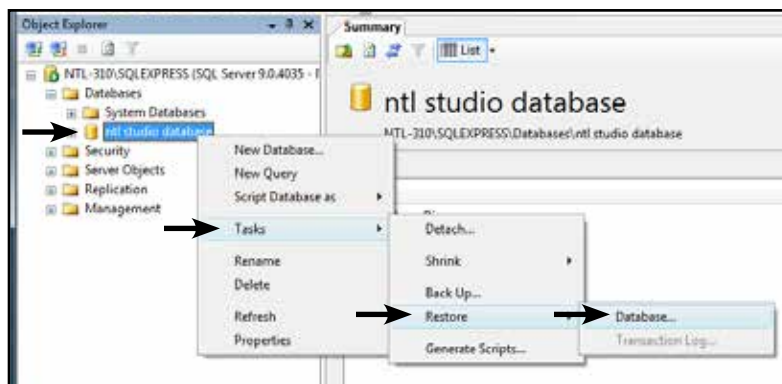 Object Explorer
Summary
List
NTL-310\SQLEXPRESS (SQL Server 9.0.4035 -
Databases
System Databases
ntl studio database
Security
Server Objects
Replication
Management
ntl studio database
NTL-310\SQLEXPRESS\Databases\ntl studio database
New Database...
New Query
Script Database as
Tasks
Rename
Delete
Refresh
Properties
Detach...
Shrink
Back Up...
Restore
Generate Scripts...
Database...
Transaction Log...